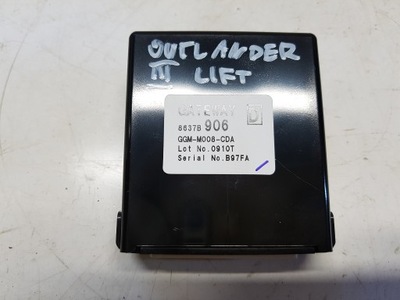 OUTLANDER
III LIFT
GATEWAY D
8637B 906
GGM-M008-CDA
Lot No.0910T
Serial No.B97FA